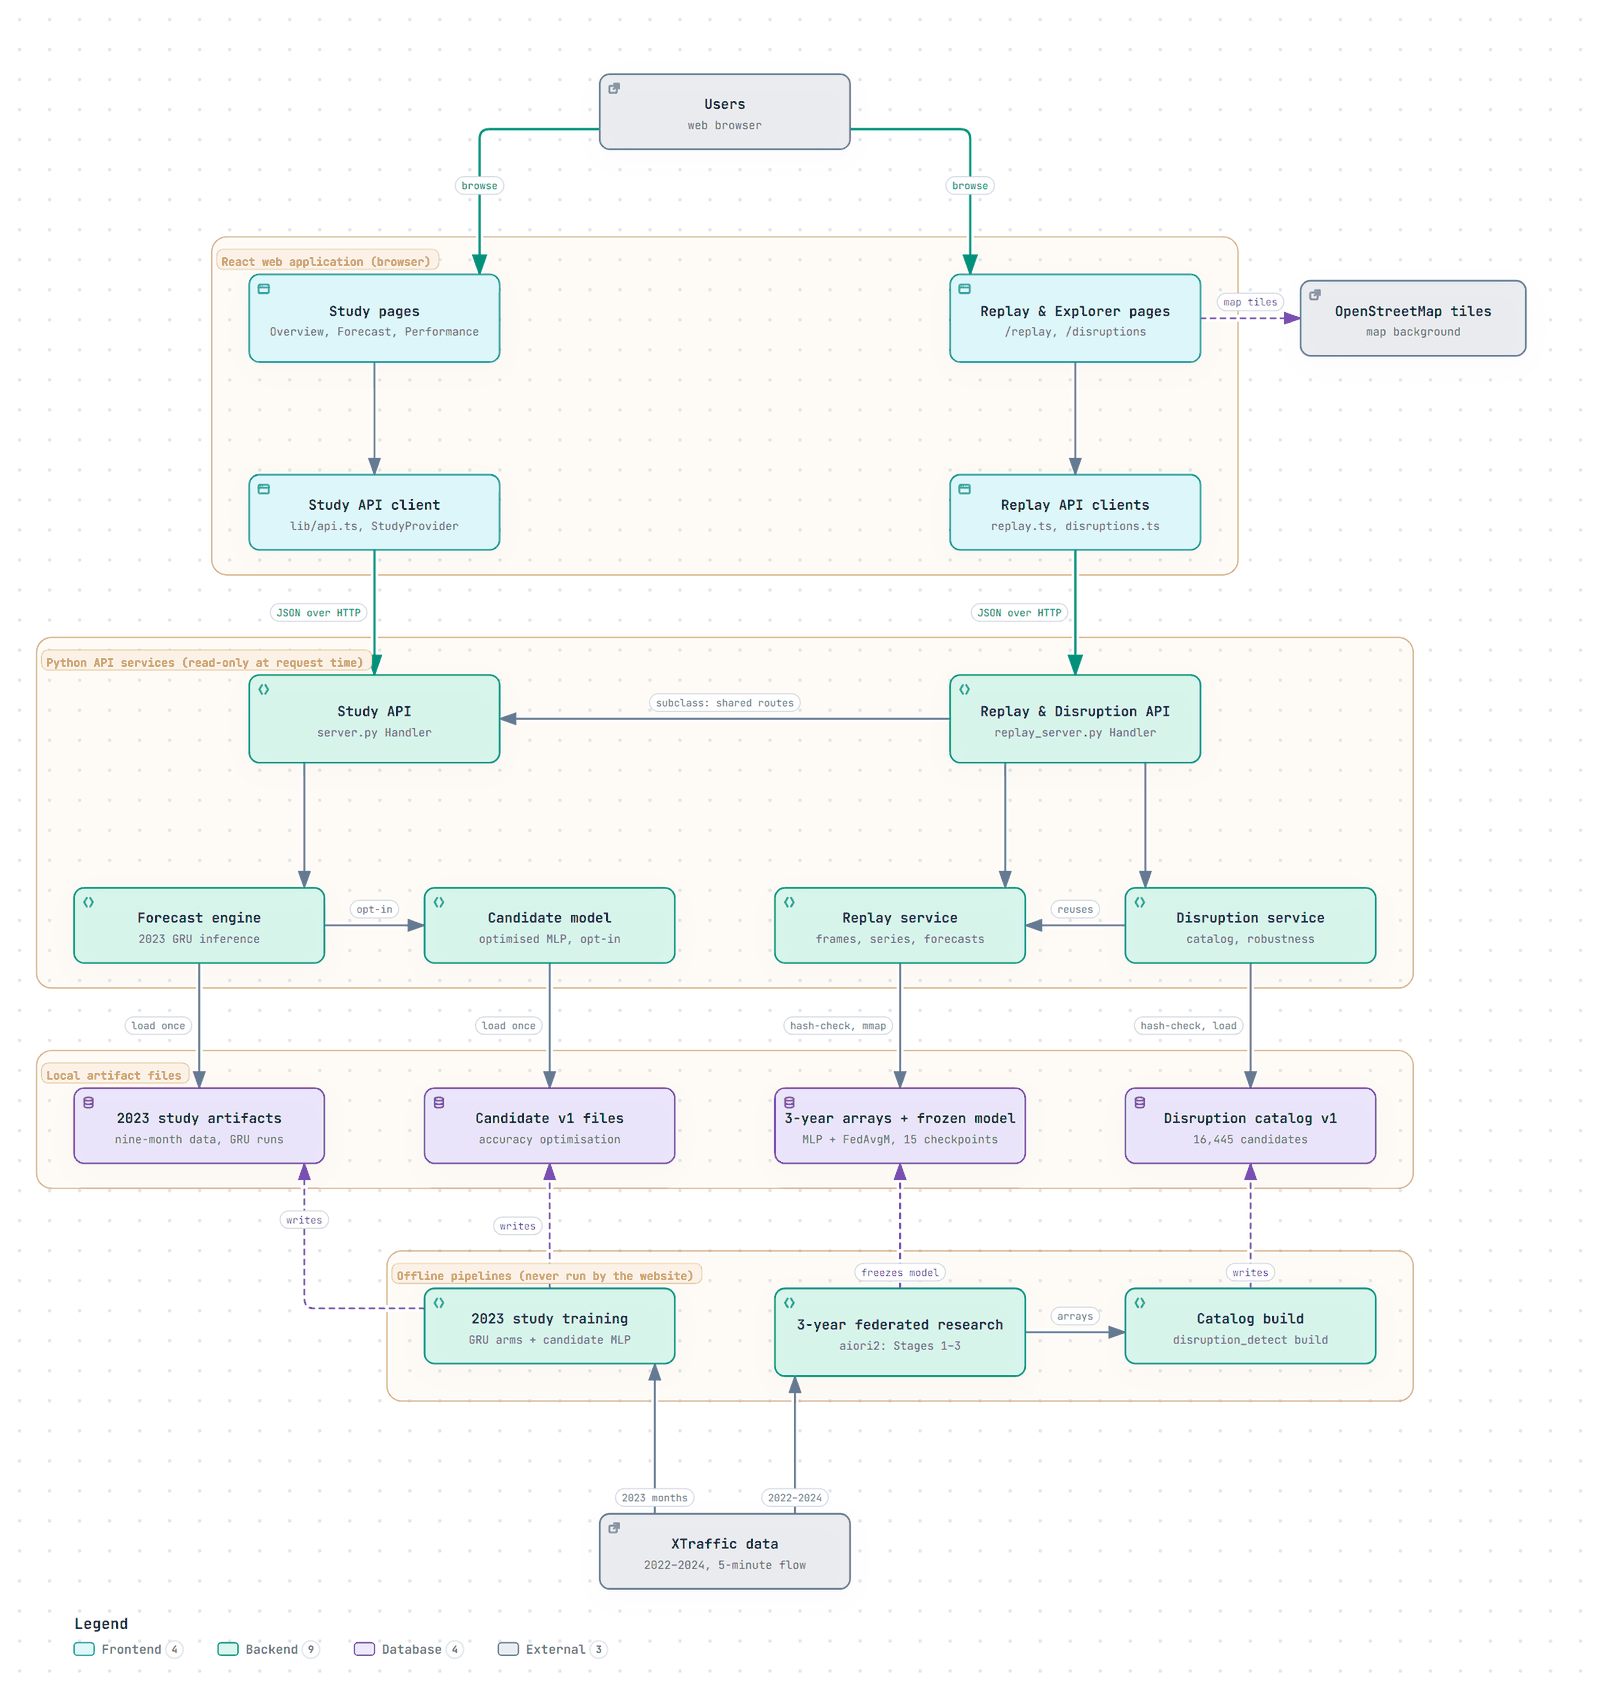 Users
web browser
browse
browse
React web application (browser)
Study pages
Overview, Forecast, Performance
Replay & Explorer pages
/replay, /disruptions
map tiles
OpenStreetMap tiles
map background
Study API client
lib/api.ts, StudyProvider
Replay API clients
replay.ts, disruptions.ts
JSON over HTTP
JSON over HTTP
Python API services (read-only at request time)
Study API
server.py Handler
subclass: shared routes
Replay & Disruption API
replay_server.py Handler
Forecast engine
2023 GRU inference
opt-in
Candidate model
optimised MLP, opt-in
Replay service
frames, series, forecasts
reuses
Disruption service
catalog, robustness
load once
load once
hash-check, mmap
hash-check, load
Local artifact files
2023 study artifacts
nine-month data, GRU runs
Candidate v1 files
accuracy optimisation
3-year arrays + frozen model
MLP + FedAvgM, 15 checkpoints
Disruption catalog v1
16,445 candidates
writes
writes
freezes model
writes
Offline pipelines (never run by the website)
2023 study training
GRU arms + candidate MLP
3-year federated research
aiori2: Stages 1–3
arrays
Catalog build
disruption_detect build
2023 months
2022–2024
XTraffic data
2022–2024, 5-minute flow
Legend
Frontend 4
Backend 9
Database 4
External 3